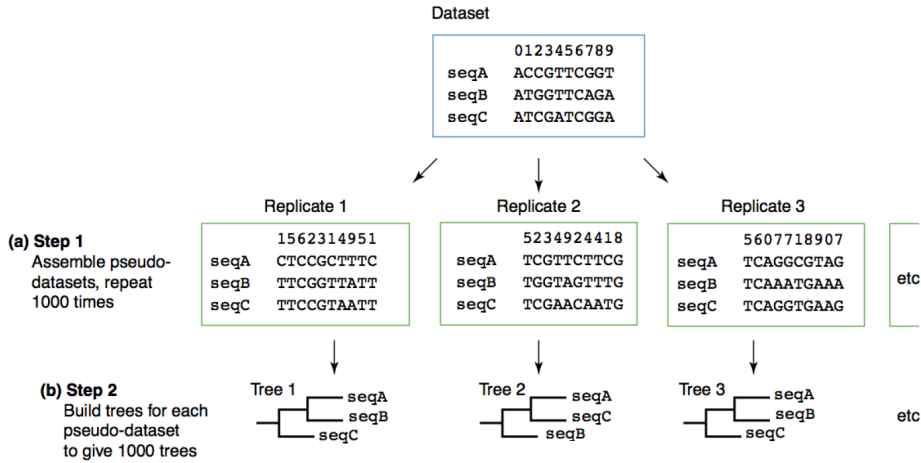 Dataset
0123456789
seqA ACCGTTCGGT
seqB ATGGTTCAGA
seqC ATCGATCGGA
Replicate 1
Replicate 2
Replicate 3
(a) Step 1
Assemble pseudo-
datasets, repeat
1000 times
1562314951
seqA CTCCGCTTTC
seqB TTCGGTTATT
seqC TTCCGTAATT
5234924418
seqA TCGTTCTTCG
seqB TGGTAGTTTG
seqC TCGAACAATG
5607718907
seqA TCAGGCGTAG
seqB TCAAATGAAA
seqC TCAGGTGAAG
etc
(b) Step 2
Build trees for each
pseudo-dataset
to give 1000 trees
Tree 1
seqA
seqB
seqC
Tree 2
seqA
seqC
seqB
Tree 3
seqA
seqB
seqC
etc